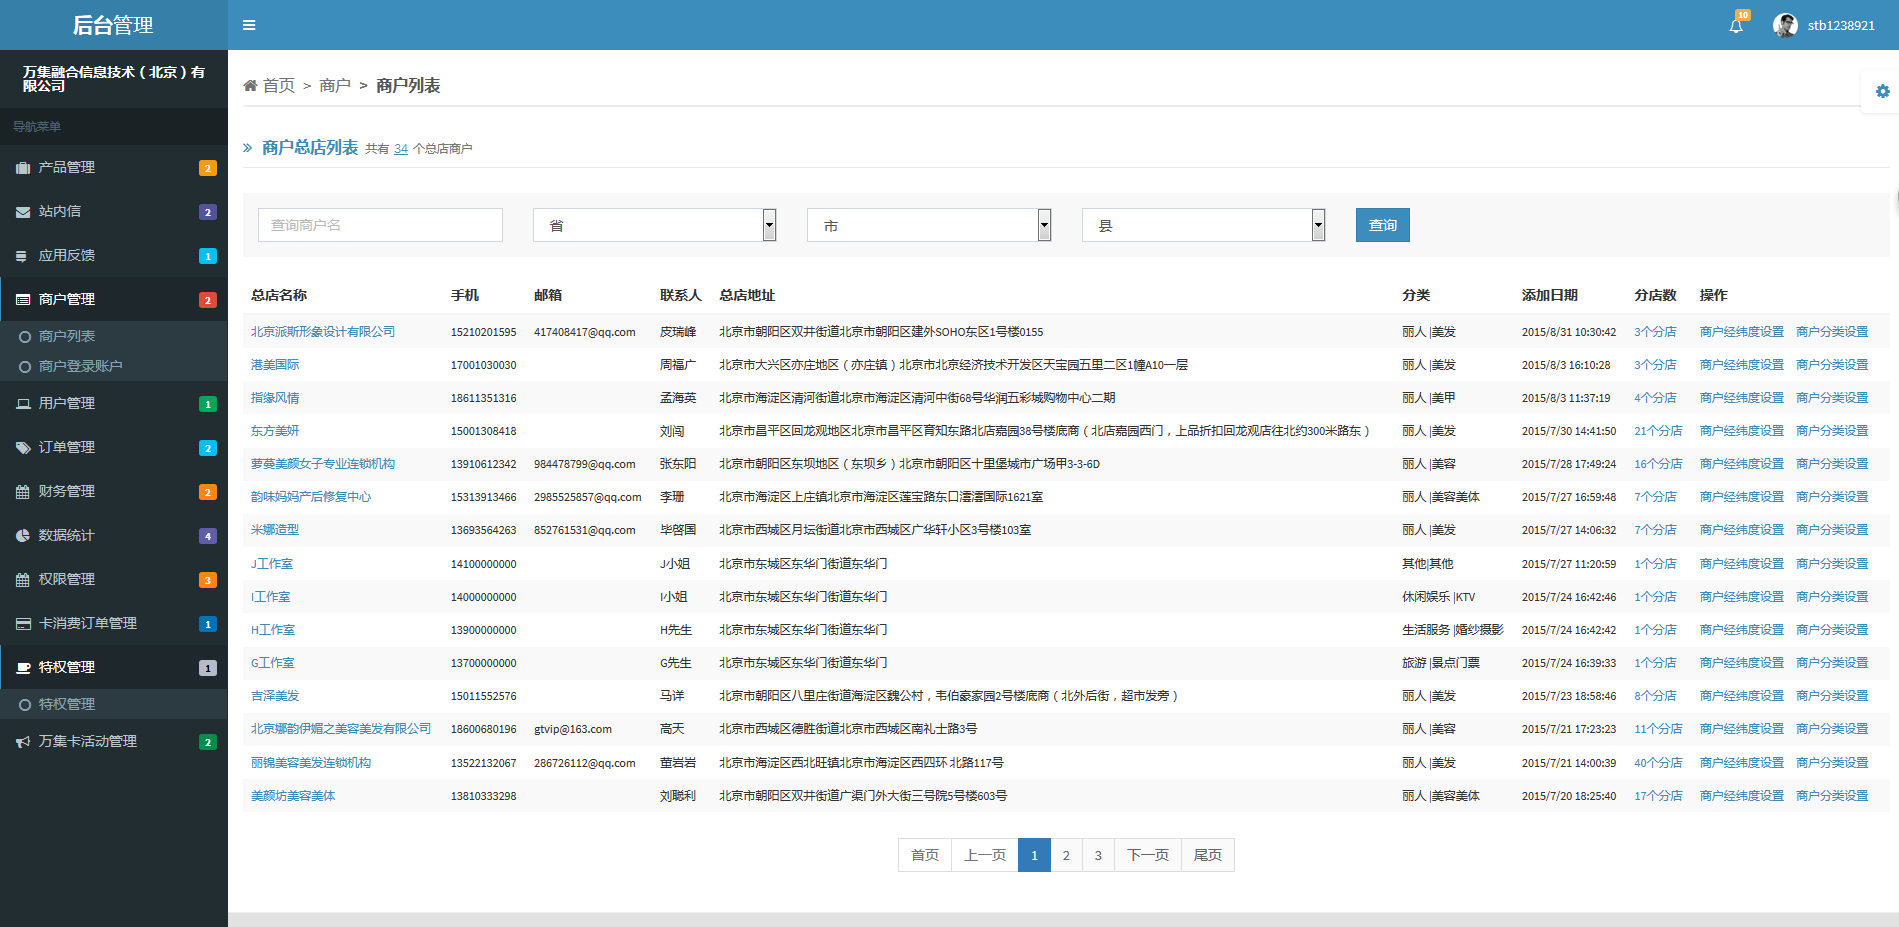 后台管理
10
stb1238921
万集融合信息技术（北京）有
限公司
导航菜单
产品管理 2
站内信 2
应用反馈 1
商户管理 2
商户列表
商户登录账户
用户管理 1
订单管理 2
财务管理 2
数据统计 4
权限管理 3
卡消费订单管理 1
特权管理 1
特权管理
万集卡活动管理 2
首页 > 商户 > 商户列表
商户总店列表 共有 34 个总店商户
查询商户名 省 市 县 查询
总店名称 手机 邮箱 联系人 总店地址 分类 添加日期 分店数 操作
北京派斯形象设计有限公司 15210201595 417408417@qq.com 皮瑞峰 北京市朝阳区双井街道北京市朝阳区建外SOHO东区1号楼0155 丽人 |美发 2015/8/31 10:30:42 3个分店 商户经纬度设置 商户分类设置
港美国际 17001030030 周福广 北京市大兴区亦庄地区（亦庄镇）北京市北京经济技术开发区天宝园五里二区1幢A10一层 丽人 |美发 2015/8/3 16:10:28 3个分店 商户经纬度设置 商户分类设置
指缘风情 18611351316 孟海英 北京市海淀区清河街道北京市海淀区清河中街68号华润五彩城购物中心二期 丽人 |美甲 2015/8/3 11:37:19 4个分店 商户经纬度设置 商户分类设置
东方美妍 15001308418 刘闯 北京市昌平区回龙观地区北京市昌平区育知东路北店嘉园38号楼底商（北店嘉园西门，上品折扣回龙观店往北约300米路东） 丽人 |美发 2015/7/30 14:41:50 21个分店 商户经纬度设置 商户分类设置
萝葵美颜女子专业连锁机构 13910612342 984478799@qq.com 张东阳 北京市朝阳区东坝地区（东坝乡）北京市朝阳区十里堡城市广场甲3-3-6D 丽人 |美容 2015/7/28 17:49:24 16个分店 商户经纬度设置 商户分类设置
韵味妈妈产后修复中心 15313913466 2985525857@qq.com 李珊 北京市海淀区上庄镇北京市海淀区莲宝路东口澐澐国际1621室 丽人 |美容美体 2015/7/27 16:59:48 7个分店 商户经纬度设置 商户分类设置
米娜造型 13693564263 852761531@qq.com 毕啓国 北京市西城区月坛街道北京市西城区广华轩小区3号楼103室 丽人 |美发 2015/7/27 14:06:32 7个分店 商户经纬度设置 商户分类设置
J工作室 14100000000 J小姐 北京市东城区东华门街道东华门 其他|其他 2015/7/27 11:20:59 1个分店 商户经纬度设置 商户分类设置
I工作室 14000000000 I小姐 北京市东城区东华门街道东华门 休闲娱乐 |KTV 2015/7/24 16:42:46 1个分店 商户经纬度设置 商户分类设置
H工作室 13900000000 H先生 北京市东城区东华门街道东华门 生活服务 |婚纱摄影 2015/7/24 16:42:42 1个分店 商户经纬度设置 商户分类设置
G工作室 13700000000 G先生 北京市东城区东华门街道东华门 旅游 |景点门票 2015/7/24 16:39:33 1个分店 商户经纬度设置 商户分类设置
吉泽美发 15011552576 马详 北京市朝阳区八里庄街道海淀区魏公村，韦伯豪家园2号楼底商（北外后街，超市发旁） 丽人 |美发 2015/7/23 18:58:46 8个分店 商户经纬度设置 商户分类设置
北京娜韵伊媚之美容美发有限公司 18600680196 gtvip@163.com 高天 北京市西城区德胜街道北京市西城区南礼士路3号 丽人 |美容 2015/7/21 17:23:23 11个分店 商户经纬度设置 商户分类设置
丽锦美容美发连锁机构 13522132067 286726112@qq.com 董岩岩 北京市海淀区西北旺镇北京市海淀区西四环 北路117号 丽人 |美发 2015/7/21 14:00:39 40个分店 商户经纬度设置 商户分类设置
美颜坊美容美体 13810333298 刘聪利 北京市朝阳区双井街道广渠门外大街三号院5号楼603号 丽人 |美容美体 2015/7/20 18:25:40 17个分店 商户经纬度设置 商户分类设置
首页 上一页 1 2 3 下一页 尾页